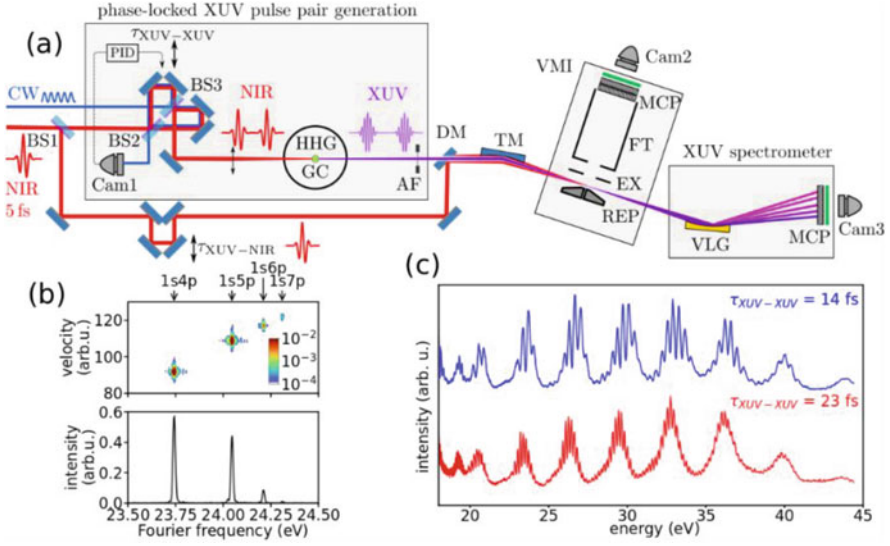 phase-locked XUV pulse pair generation
(a)
τXUV−XUV
PID
CW
BS3
NIR
XUV
BS1
BS2
Cam1
HHG
GC
AF
DM
TM
NIR
5 fs
τXUV−NIR
VMI
Cam2
MCP
FT
EX
REP
XUV spectrometer
VLG
MCP
Cam3
(b)
1s4p
1s5p
1s6p
1s7p
velocity
(arb.u.)
120
100
80
10−2
10−3
10−4
intensity
(arb.u.)
0.6
0.4
0.2
0.0
23.50 23.75 24.00 24.25 24.50
Fourier frequency (eV)
(c)
τXUV−XUV = 14 fs
τXUV−XUV = 23 fs
intensity (arb. u.)
20 25 30 35 40 45
energy (eV)